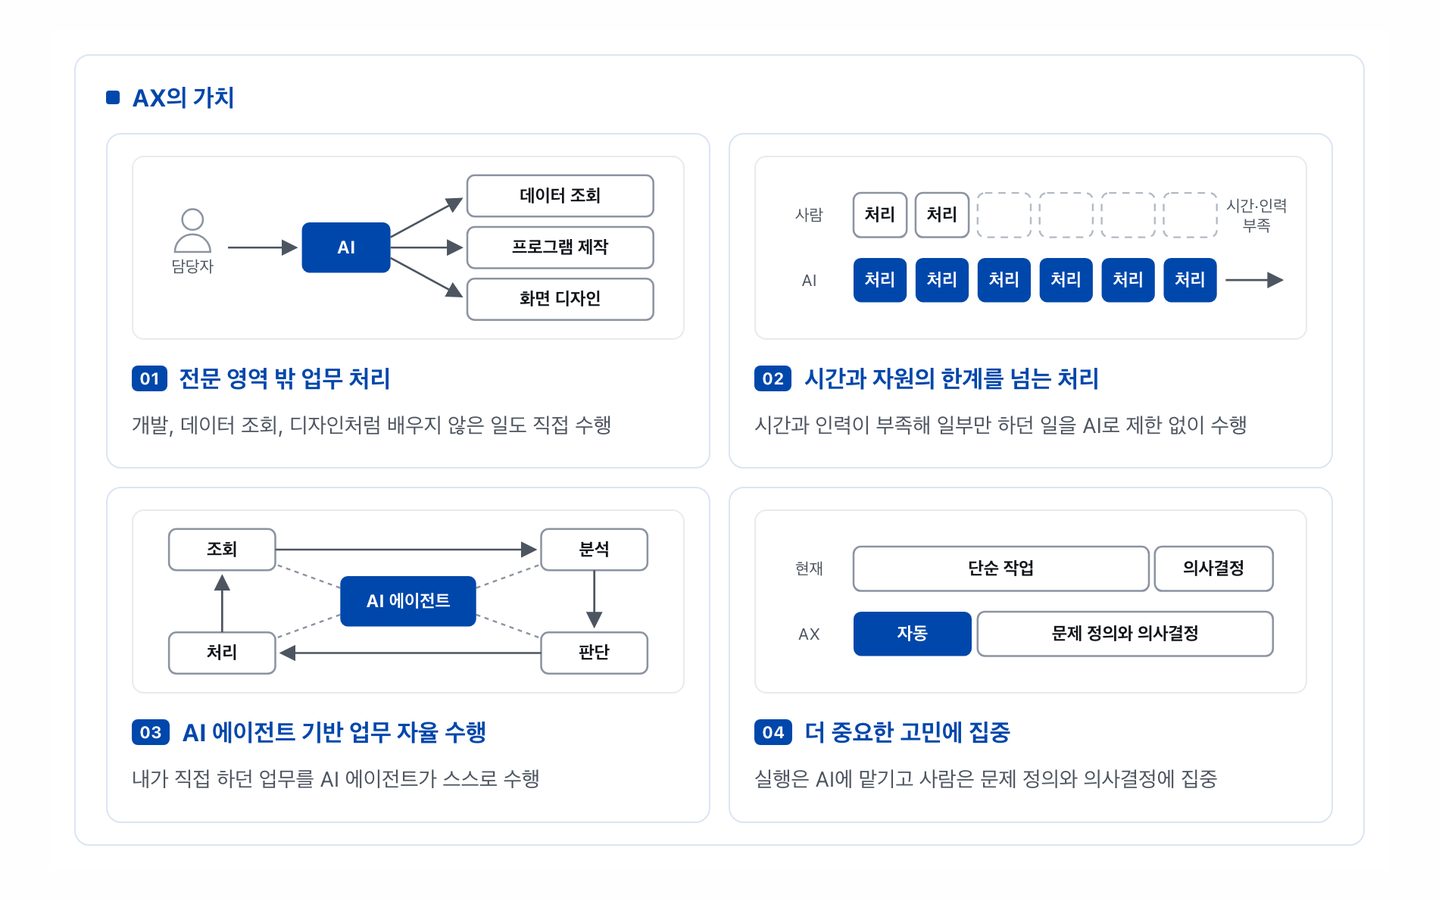 AX의 가치
담당자
AI
데이터 조회
프로그램 제작
화면 디자인
01 전문 영역 밖 업무 처리
개발, 데이터 조회, 디자인처럼 배우지 않은 일도 직접 수행
사람
처리 처리
시간·인력
부족
AI
처리 처리 처리 처리 처리 처리
02 시간과 자원의 한계를 넘는 처리
시간과 인력이 부족해 일부만 하던 일을 AI로 제한 없이 수행
조회
분석
AI 에이전트
처리
판단
03 AI 에이전트 기반 업무 자율 수행
내가 직접 하던 업무를 AI 에이전트가 스스로 수행
현재
단순 작업
의사결정
AX
자동
문제 정의와 의사결정
04 더 중요한 고민에 집중
실행은 AI에 맡기고 사람은 문제 정의와 의사결정에 집중